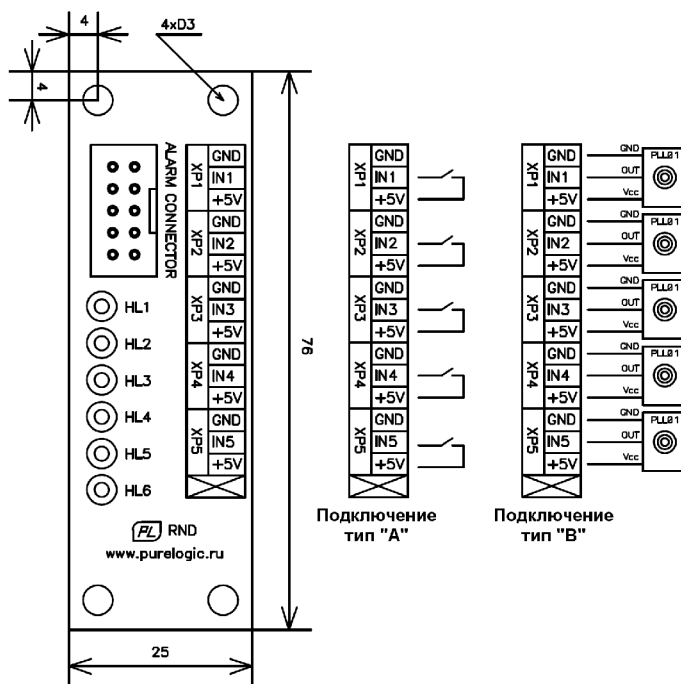 4
4xD3
4
ALARM CONNECTOR
XP1
GND
IN1
+5V
XP2
GND
IN2
+5V
XP3
GND
IN3
+5V
XP4
GND
IN4
+5V
XP5
GND
IN5
+5V
HL1
HL2
HL3
HL4
HL5
HL6
PL RND
www.purelogic.ru
76
25
XP1
GND
IN1
+5V
XP2
GND
IN2
+5V
XP3
GND
IN3
+5V
XP4
GND
IN4
+5V
XP5
GND
IN5
+5V
Подключение
тип "A"
XP1
GND
IN1
+5V
XP2
GND
IN2
+5V
XP3
GND
IN3
+5V
XP4
GND
IN4
+5V
XP5
GND
IN5
+5V
GND
OUT
Vcc
PLL01
GND
OUT
Vcc
PLL01
GND
OUT
Vcc
PLL01
GND
OUT
Vcc
PLL01
GND
OUT
Vcc
PLL01
Подключение
тип "B"